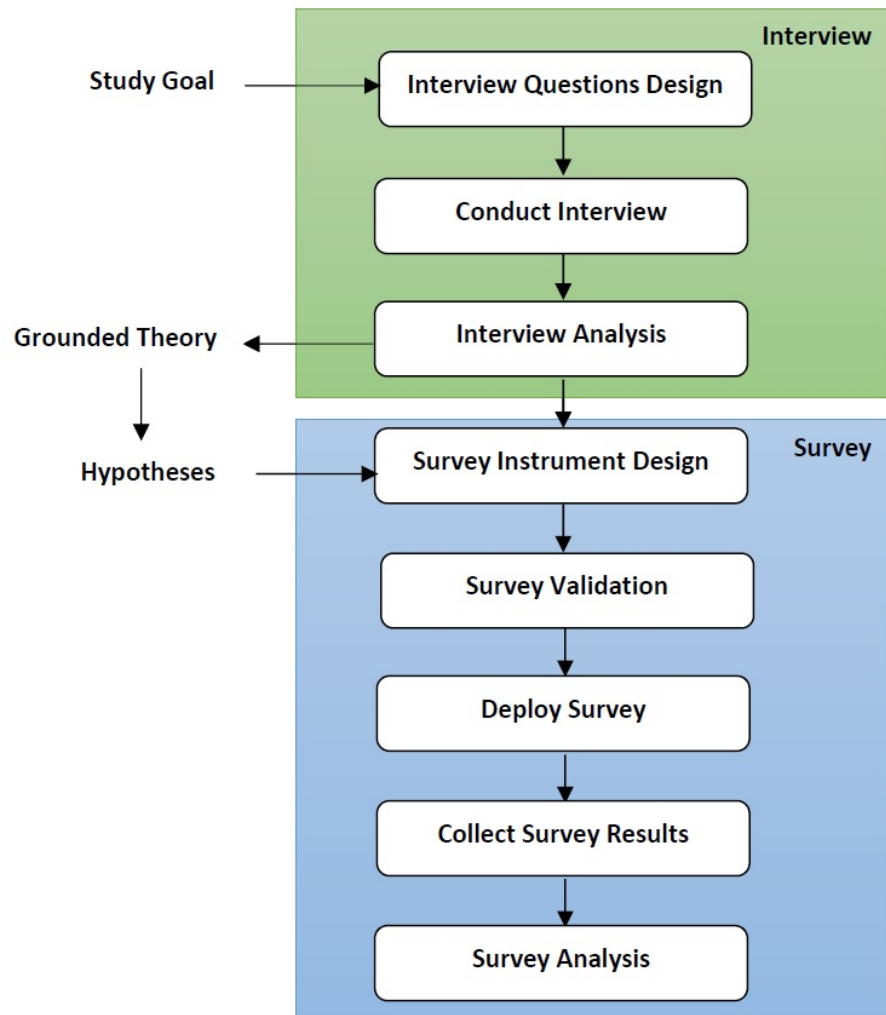 Interview
Study Goal
Interview Questions Design
Conduct Interview
Interview Analysis
Grounded Theory
Hypotheses
Survey
Survey Instrument Design
Survey Validation
Deploy Survey
Collect Survey Results
Survey Analysis